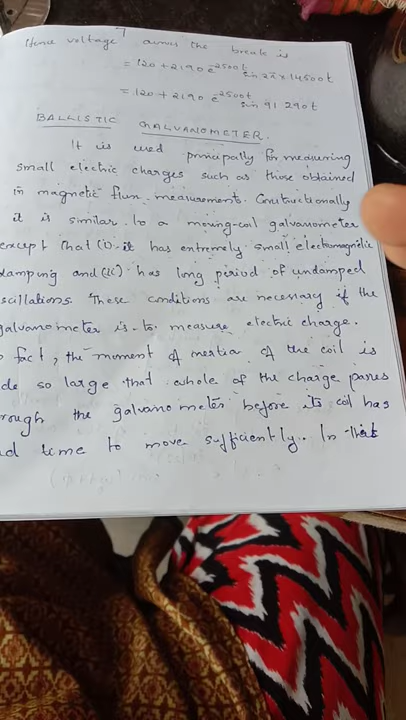 Hence voltage across the break is
= 120 + 2190 e^-2500t sin 2π × 14500t
= 120 + 2190 e^-2500t sin 91 290t
BALLISTIC GALVANOMETER.
It is used principally for measuring
small electric charges such as those obtained
in magnetic flux measurements. Constructionally
it is similar to a moving-coil galvanometer
except that (i) it has extremely small electromagnetic
damping and (ii) has long period of undamped
scillations. These conditions are necessary if the
galvanometer is to measure electric charge.
fact, the moment of inertia of the coil is
de so large that whole of the charge passes
rough the galvanometer before its coil has
d time to move sufficiently. In that